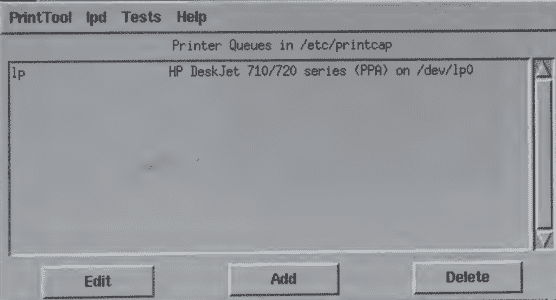 PrintTool lpd Tests Help
Printer Queues in /etc/printcap
lp HP DeskJet 710/720 series (PPA) on /dev/lp0
Edit Add Delete